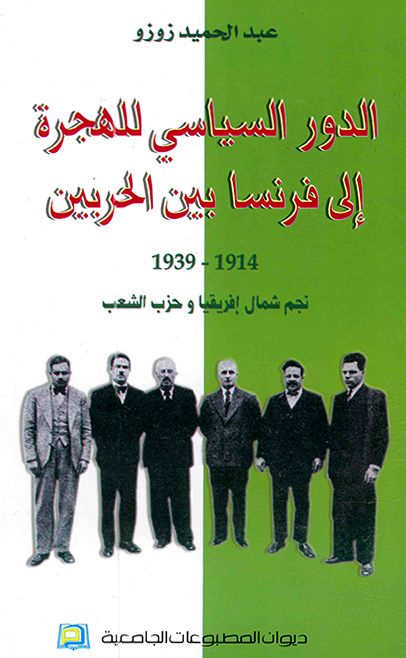 عبد الحميد زوزو
الدور السياسي للهجرة
إلى فرنسا بين الحربين
1914 - 1939
نجم شمال إفريقيا و حزب الشعب
ديوان المطبوعات الجامعية